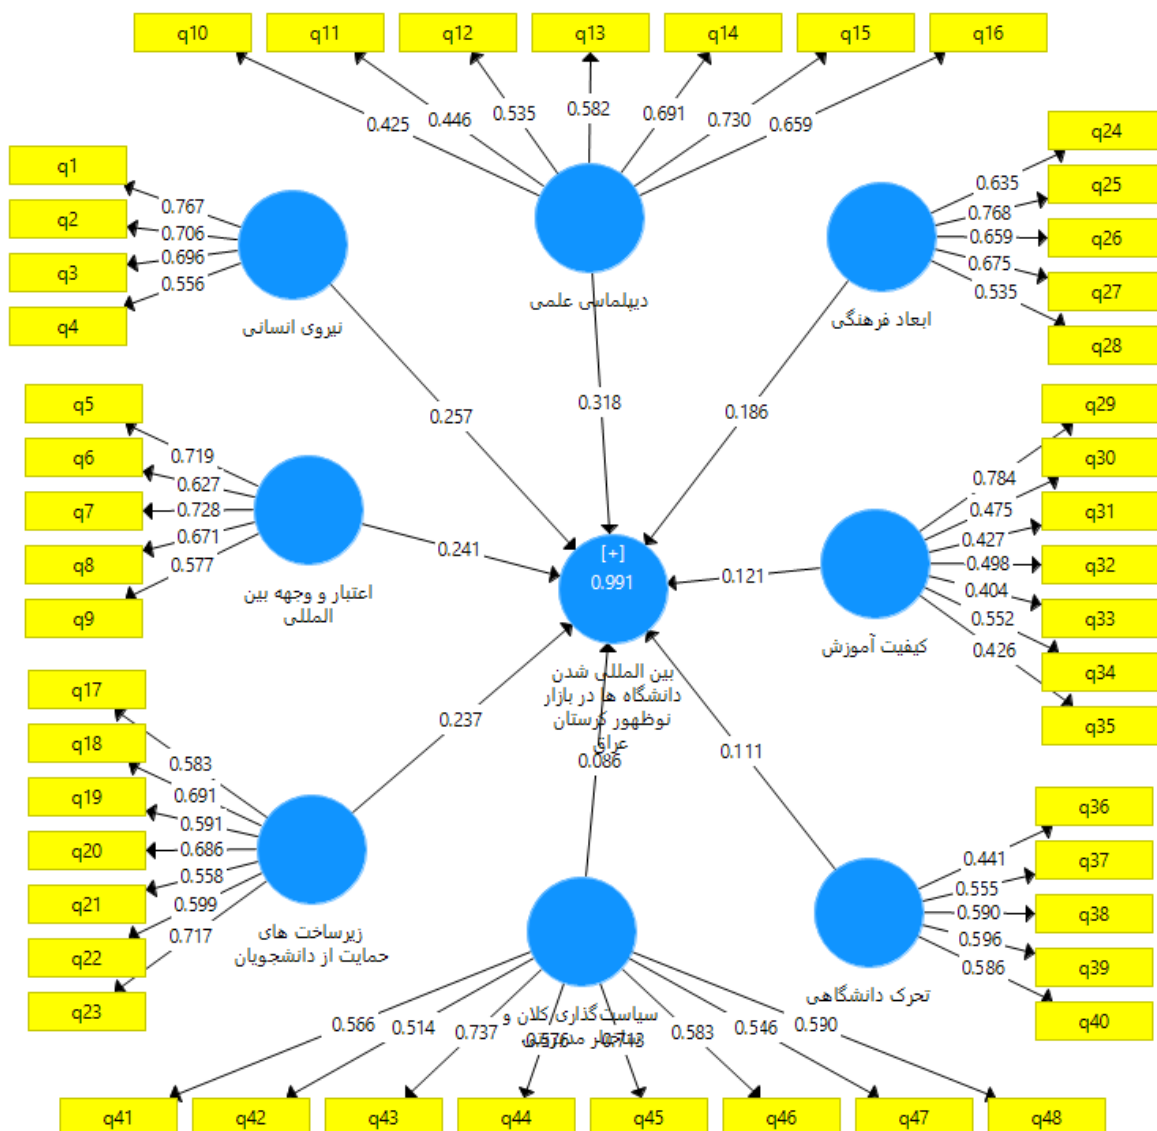 q10 q11 q12 q13 q14 q15 q16
0.425 0.446 0.535 0.582 0.691 0.730 0.659
q1
q2
q3
q4
0.767
0.706
0.696
0.556
نیروی انسانی
دیپلماسی علمی
q24
q25
q26
q27
q28
0.635
0.768
0.659
0.675
0.535
ابعاد فرهنگی
0.257
0.318
0.186
q5
q6
q7
q8
q9
0.719
0.627
0.728
0.671
0.577
اعتبار و وجهه بین
المللی
0.241
[+]
0.991
بین المللی شدن
دانشگاه ها در بازار
نوظهور کرستان
عراق
0.121
q29
q30
q31
q32
q33
q34
q35
0.784
0.475
0.427
0.498
0.404
0.552
0.426
کیفیت آموزش
q17
q18
q19
q20
q21
q22
q23
0.583
0.691
0.591
0.686
0.558
0.599
0.717
زیرساخت های
حمایت از دانشجویان
0.237
0.086
0.111
q36
q37
q38
q39
q40
0.441
0.555
0.590
0.596
0.586
تحرک دانشگاهی
سیاست‌گذاری کلان و
مدیریتی
0.566 0.514 0.737 0.576 0.713 0.583 0.546 0.590
q41 q42 q43 q44 q45 q46 q47 q48